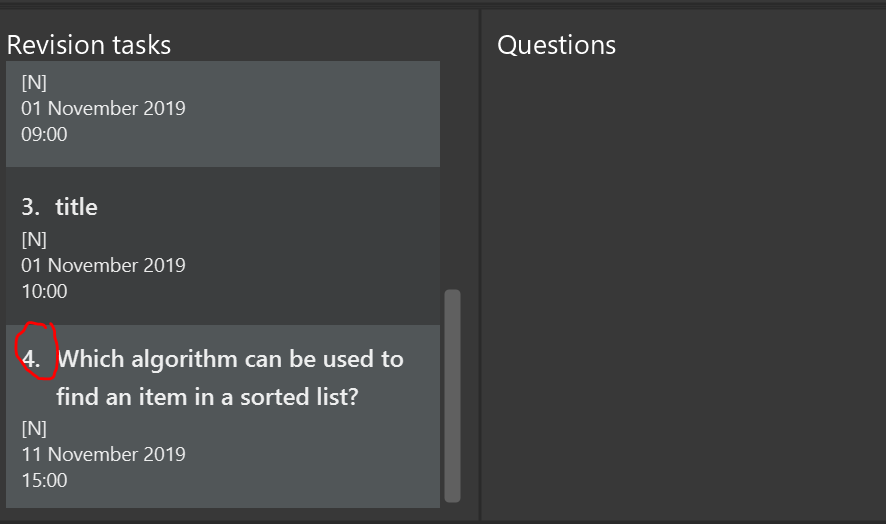 Revision tasks
[N]
01 November 2019
09:00
3. title
[N]
01 November 2019
10:00
4. Which algorithm can be used to
find an item in a sorted list?
[N]
11 November 2019
15:00
Questions